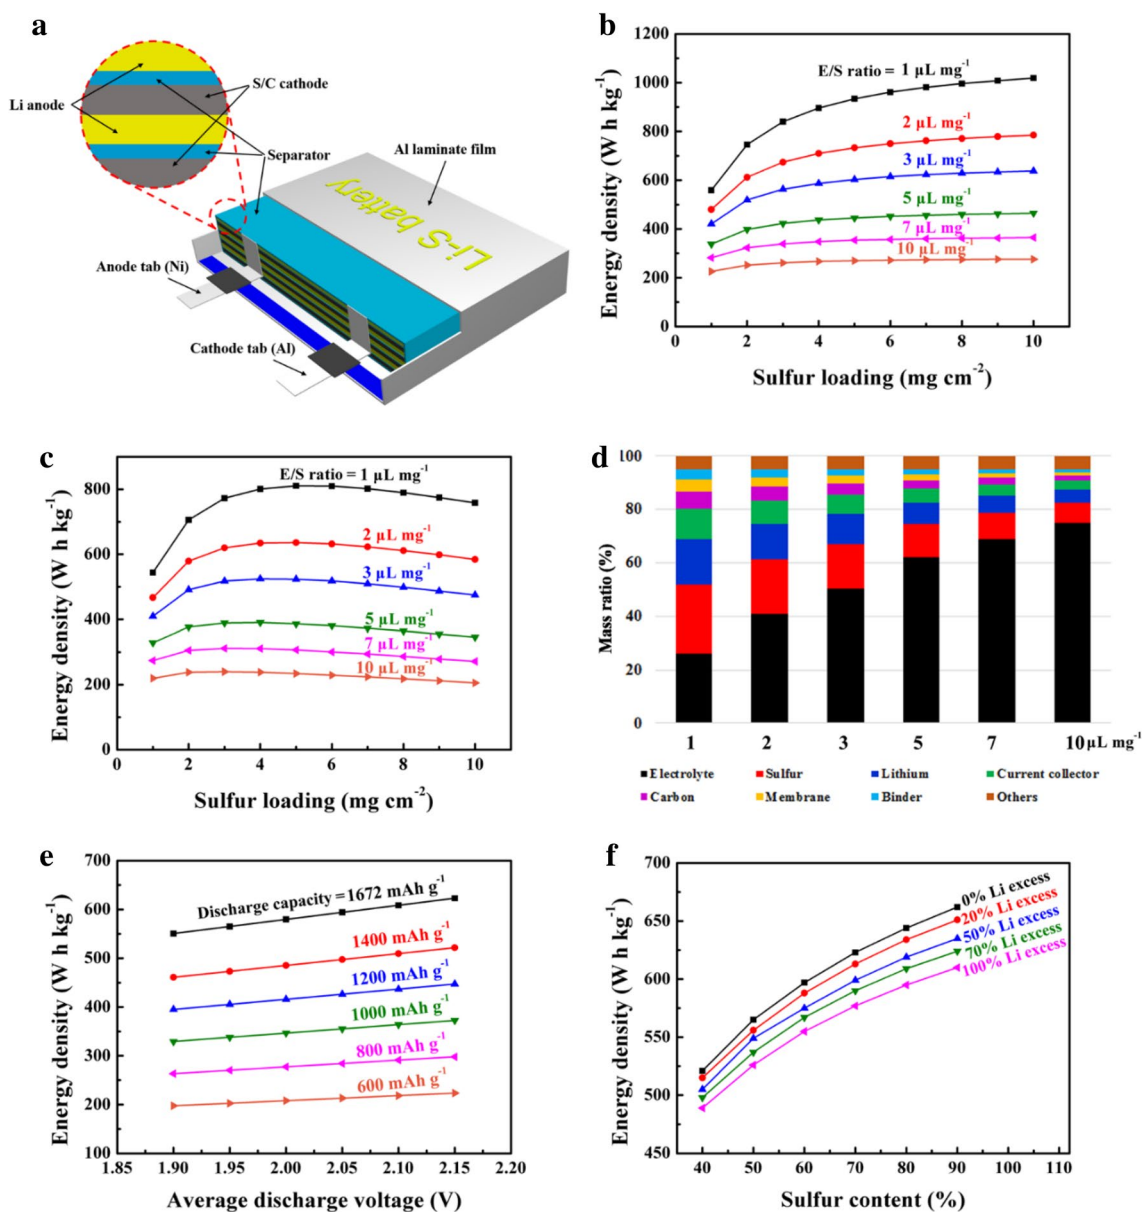 a
Li anode
S/C cathode
Separator
Al laminate film
Li-S battery
Anode tab (Ni)
Cathode tab (Al)
b
Energy density (W h kg⁻¹)
1200
1000
800
600
400
200
0
E/S ratio = 1 µL mg⁻¹
2 µL mg⁻¹
3 µL mg⁻¹
5 µL mg⁻¹
7 µL mg⁻¹
10 µL mg⁻¹
0 2 4 6 8 10
Sulfur loading (mg cm⁻²)
c
Energy density (W h kg⁻¹)
800
600
400
200
0
E/S ratio = 1 µL mg⁻¹
2 µL mg⁻¹
3 µL mg⁻¹
5 µL mg⁻¹
7 µL mg⁻¹
10 µL mg⁻¹
0 2 4 6 8 10
Sulfur loading (mg cm⁻²)
d
Mass ratio (%)
100
80
60
40
20
0
1 2 3 5 7 10 µL mg⁻¹
Electrolyte Sulfur Lithium Current collector
Carbon Membrane Binder Others
e
Energy density (W h kg⁻¹)
700
600
500
400
300
200
100
Discharge capacity = 1672 mAh g⁻¹
1400 mAh g⁻¹
1200 mAh g⁻¹
1000 mAh g⁻¹
800 mAh g⁻¹
600 mAh g⁻¹
1.85 1.90 1.95 2.00 2.05 2.10 2.15 2.20
Average discharge voltage (V)
f
Energy density (W h kg⁻¹)
700
650
600
550
500
450
0% Li excess
20% Li excess
50% Li excess
70% Li excess
100% Li excess
40 50 60 70 80 90 100 110
Sulfur content (%)